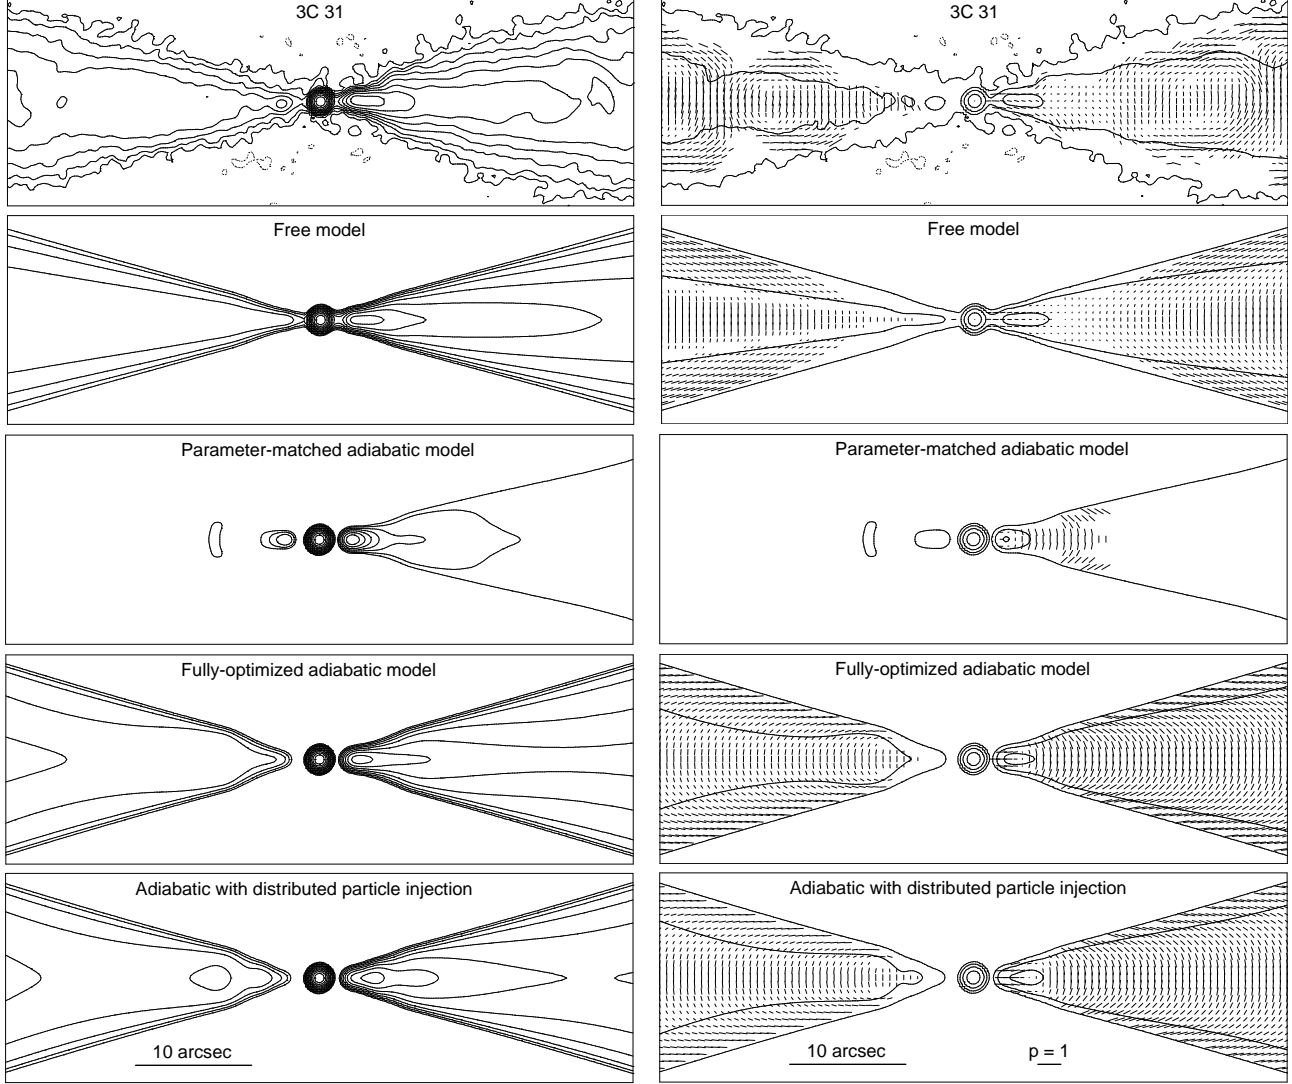 3C 31
3C 31
Free model
Free model
Parameter-matched adiabatic model
Parameter-matched adiabatic model
Fully-optimized adiabatic model
Fully-optimized adiabatic model
Adiabatic with distributed particle injection
Adiabatic with distributed particle injection
10 arcsec
10 arcsec
p = 1